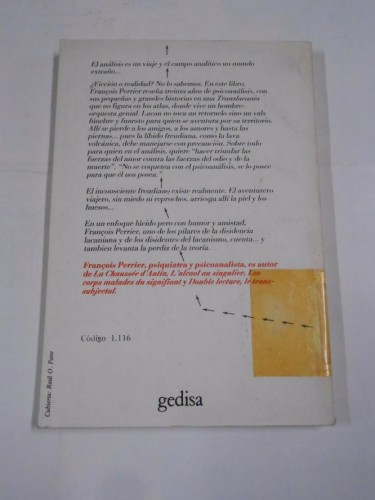 El análisis es un viaje y el campo analítico un mundo
extraño...
¿Ficción o realidad? No lo sabemos. En este libro,
François Perrier reseña treinta años de psicoanálisis, con
sus pequeñas y grandes historias en una Transluvania
que no figura en los atlas, donde vive un hombre-
orquesta genial. Lacan no toca un retornelo sino un vals
fúnebre y funesto para quien se aventura por su territorio.
Allí se pierde a los amigos, a los amores y hasta las
piernas... pues la libido freudiana, como la lava
volcánica, debe manejarse con precaución. Sobre todo
para quien en el análisis, quiere "hacer triunfar las
fuerzas del amor contra las fuerzas del odio y de la
muerte". "No se coquetea con el psicoanálisis, se lo posee
para que él nos posea."
El inconsciente freudiano existe realmente. El aventurero
viajero, sin miedo ni reproches, arriesga allí la piel y los
huesos...
En un enfoque lúcido pero con humor y amistad,
François Perrier, uno de los pilares de la disidencia
lacaniana y de los disidentes del lacanismo, cuenta... y
también levanta la perdiz de la teoría.
François Perrier, psiquiatra y psicoanalista, es autor
de La Chaussée d'Antin, L'alcool au singulier, Les
corps malades du signifiant y Double lecture, le trans-
subjectal.
Código 1.116
gedisa
Cubierta: Raúl O. Pane